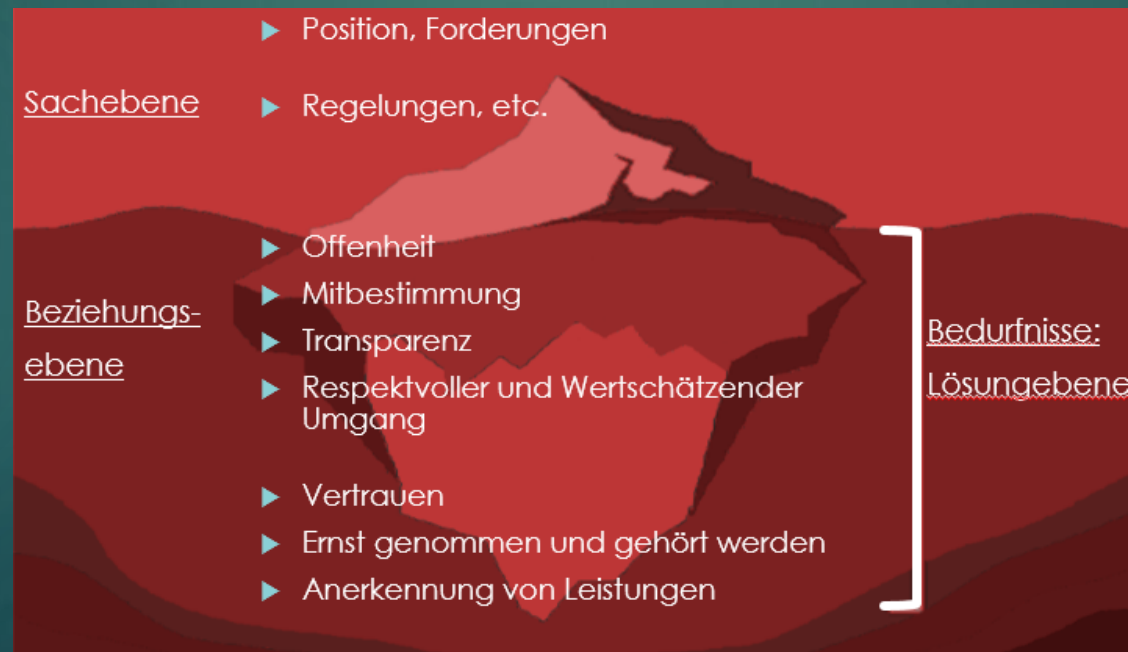 Position, Forderungen
Sachebene
Regelungen, etc.
Offenheit
Mitbestimmung
Transparenz
Respektvoller und Wertschätzender
Umgang
Vertrauen
Ernst genommen und gehört werden
Anerkennung von Leistungen
Beziehungs-
ebene
Bedurfnisse:
Lösungebene